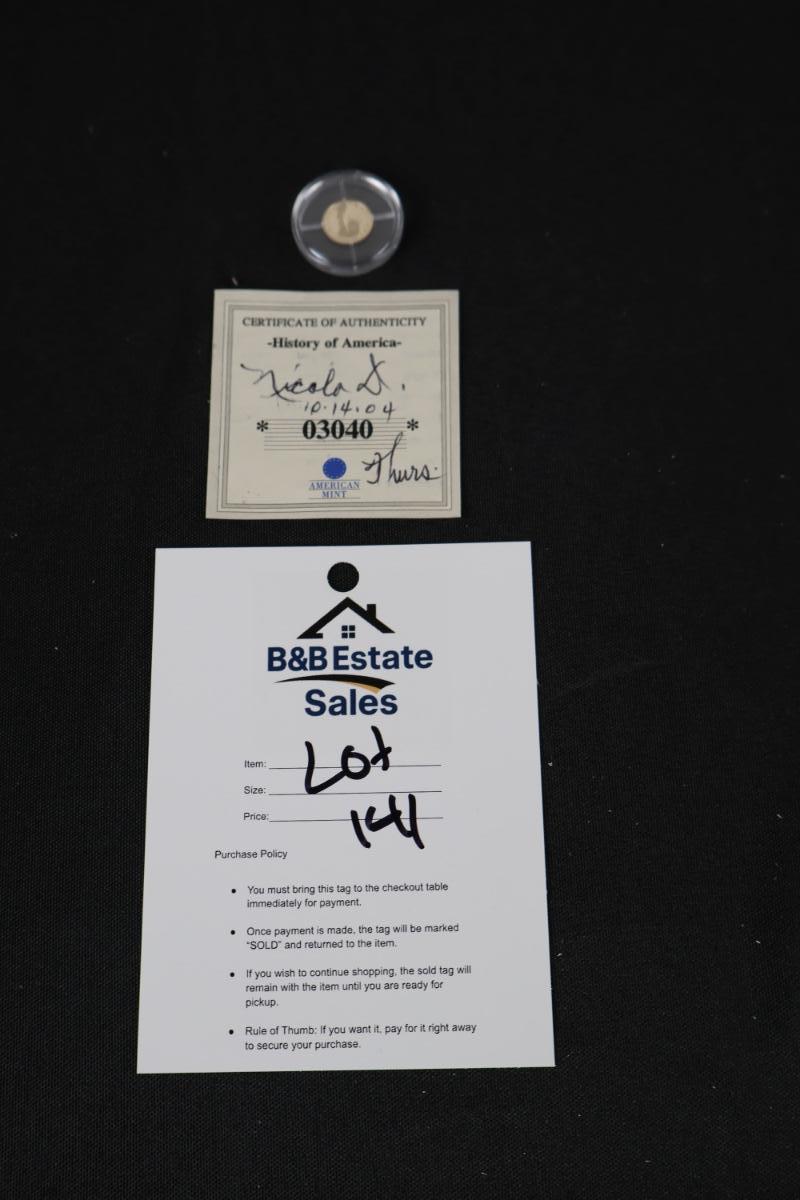 CERTIFICATE OF AUTHENTICITY
-History of America-
Nicola D.
10.14.04
* 03040 *
Thurs.
AMERICAN
MINT
B&B Estate
Sales
Item: Lot
Size:
Price: 141
Purchase Policy
• You must bring this tag to the checkout table
immediately for payment.
• Once payment is made, the tag will be marked
"SOLD" and returned to the item.
• If you wish to continue shopping, the sold tag will
remain with the item until you are ready for
pickup.
• Rule of Thumb: If you want it, pay for it right away
to secure your purchase.